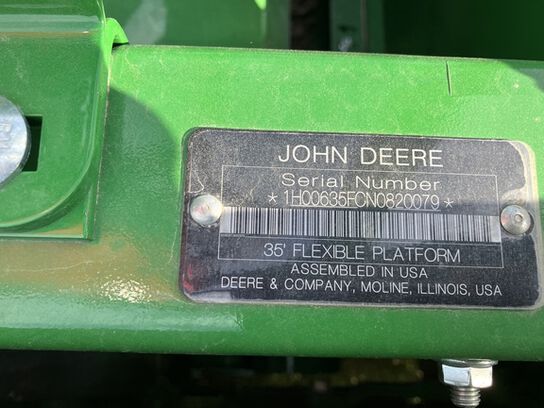 JOHN DEERE
Serial Number
*1H00635FCN0820079*
35' FLEXIBLE PLATFORM
ASSEMBLED IN USA
DEERE & COMPANY, MOLINE, ILLINOIS, USA